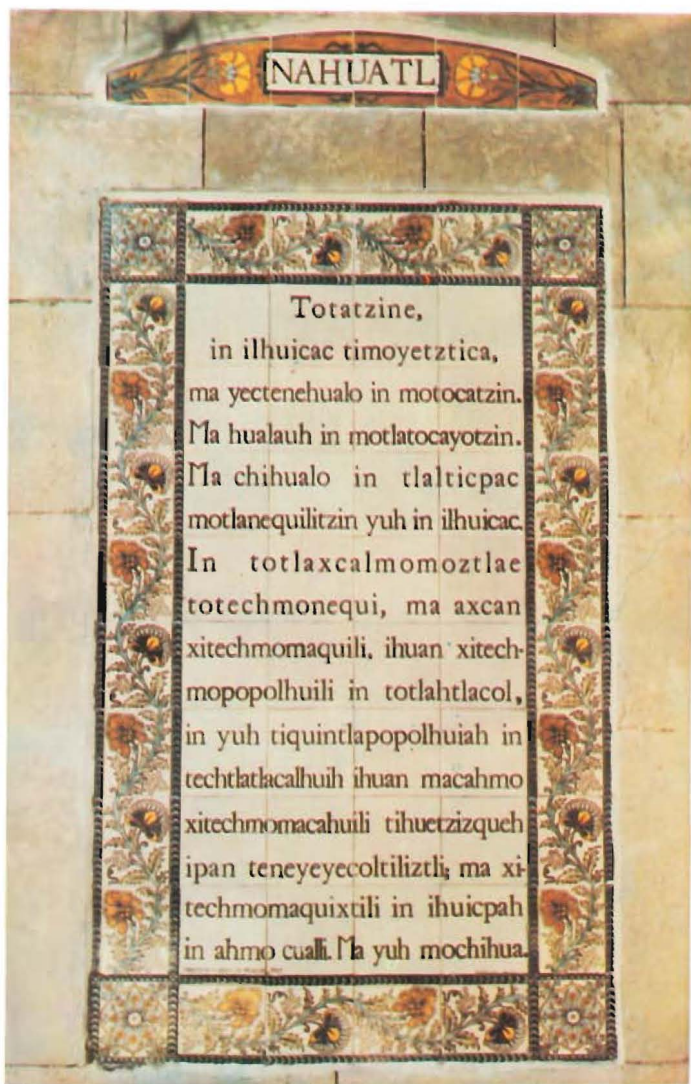 NAHUATL
Totatzine,
in ilhuicac timoyetztica,
ma yectenehualo in motocatzin.
Ma hualauh in motlatocayotzin.
Ma chihualo in tlalticpac
motlanequilitzin yuh in ilhuicac.
In totlaxcalmomoztlae
totechmonequi, ma axcan
xitechmomaquili, ihuan xitech-
mopopolhuili in totlahtlacol,
in yuh tiquintlapopolhuiah in
techtlatlacalhuih ihuan macahmo
xitechmomacahuili tihuetzizqueh
ipan teneyeyecoltiliztli; ma xi-
techmomaquixtili in ihuicpah
in ahmo cualli. Ma yuh mochihua.